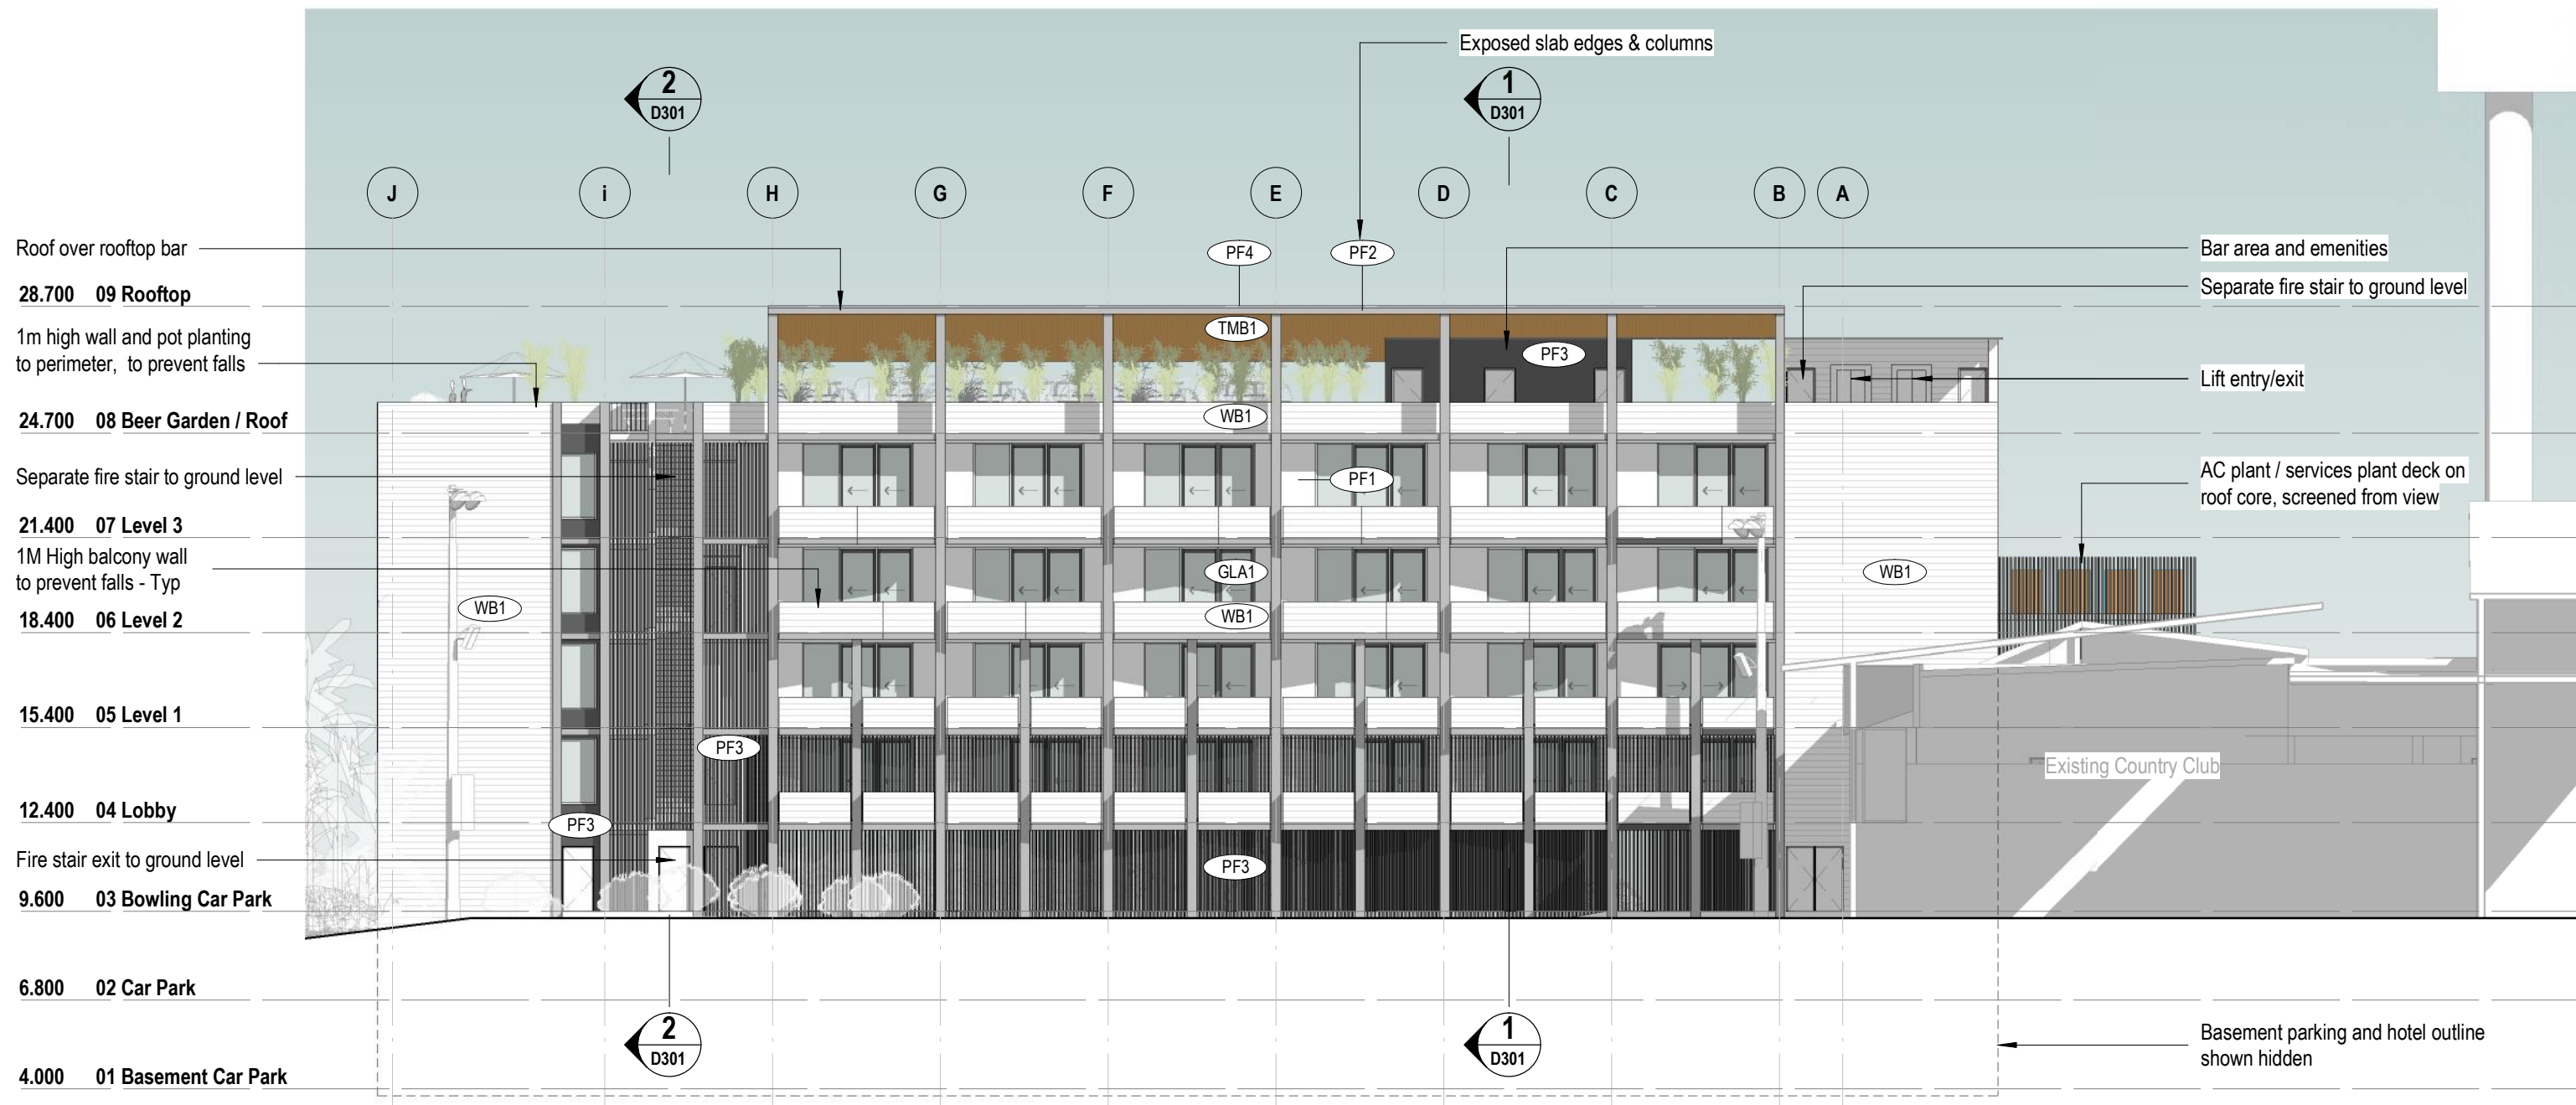 Exposed slab edges & columns
2
D301
1
D301
J
i
H
G
F
E
D
C
B
A
Roof over rooftop bar
PF4
PF2
Bar area and emenities
Separate fire stair to ground level
28.700 09 Rooftop
TMB1
1m high wall and pot planting
to perimeter, to prevent falls
PF3
Lift entry/exit
24.700 08 Beer Garden / Roof
WB1
Separate fire stair to ground level
PF1
AC plant / services plant deck on
roof core, screened from view
21.400 07 Level 3
1M High balcony wall
to prevent falls - Typ
GLA1
WB1
WB1
WB1
18.400 06 Level 2
15.400 05 Level 1
PF3
Existing Country Club
12.400 04 Lobby
PF3
Fire stair exit to ground level
PF3
9.600 03 Bowling Car Park
6.800 02 Car Park
2
D301
1
D301
Basement parking and hotel outline
shown hidden
4.000 01 Basement Car Park